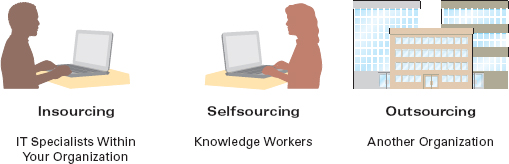 Insourcing
IT Specialists Within
Your Organization
Selfsourcing
Knowledge Workers
Outsourcing
Another Organization